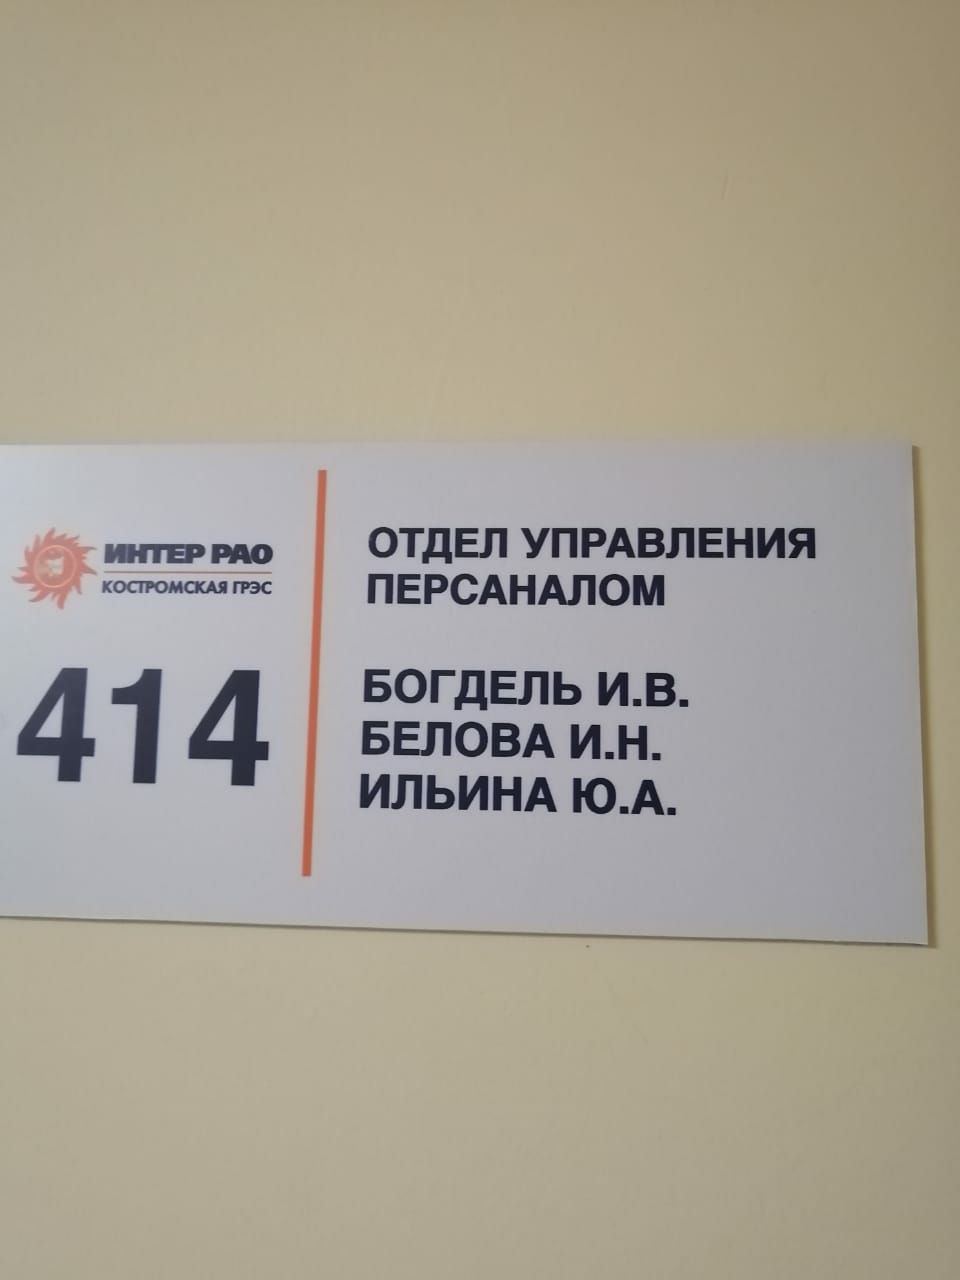 ИНТЕР РАО
КОСТРОМСКАЯ ГРЭС
414
ОТДЕЛ УПРАВЛЕНИЯ
ПЕРСАНАЛОМ
БОГДЕЛЬ И.В.
БЕЛОВА И.Н.
ИЛЬИНА Ю.А.